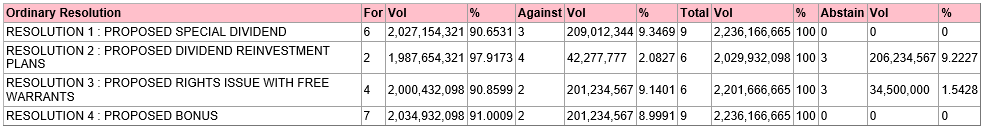 Ordinary Resolution For Vol % Against Vol % Total Vol % Abstain Vol %
RESOLUTION 1 : PROPOSED SPECIAL DIVIDEND 6 2,027,154,321 90.6531 3 209,012,344 9.3469 9 2,236,166,665 100 0 0 0
RESOLUTION 2 : PROPOSED DIVIDEND REINVESTMENT
PLANS 2 1,987,654,321 97.9173 4 42,277,777 2.0827 6 2,029,932,098 100 3 206,234,567 9.2227
RESOLUTION 3 : PROPOSED RIGHTS ISSUE WITH FREE
WARRANTS 4 2,000,432,098 90.8599 2 201,234,567 9.1401 6 2,201,666,665 100 3 34,500,000 1.5428
RESOLUTION 4 : PROPOSED BONUS 7 2,034,932,098 91.0009 2 201,234,567 8.9991 9 2,236,166,665 100 0 0 0